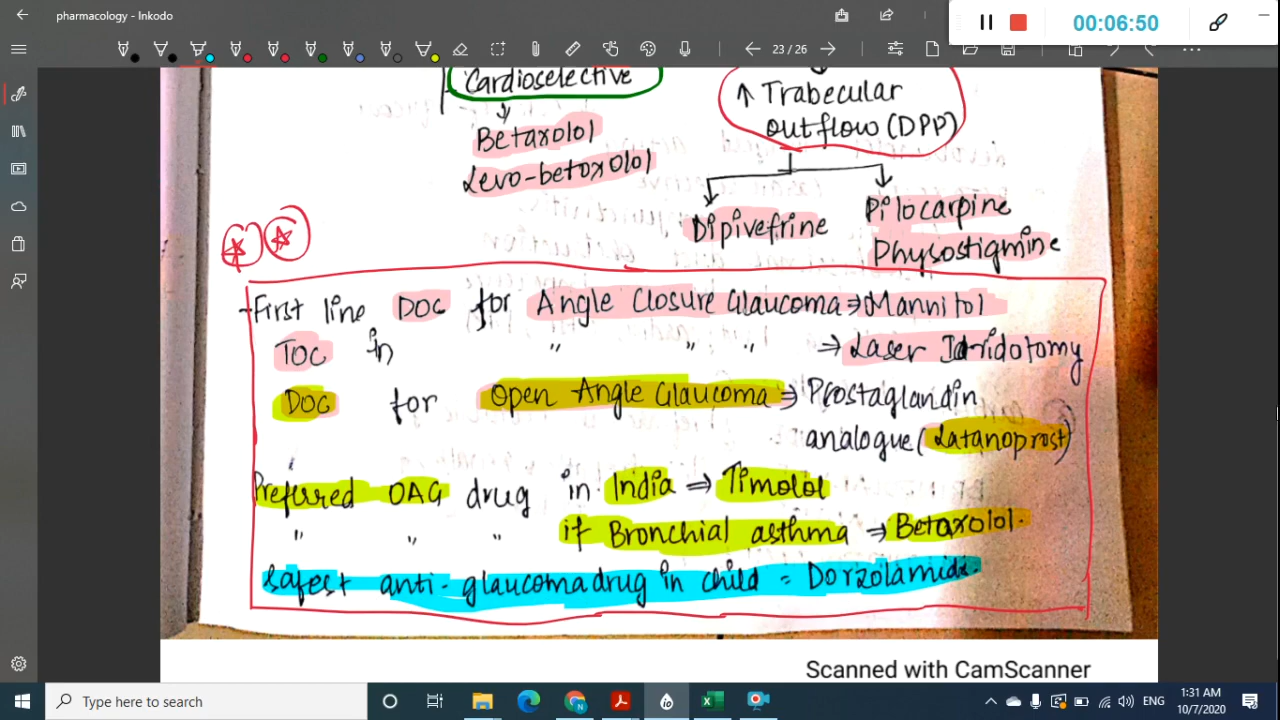 pharmacology - Inkodo
00:06:50
23 / 26
Cardioselective
Betaxolol
Levo-betoxolol
↑ Trabecular
outflow (DPP)
Dipivefrine
Pilocarpine
Physostigmine
First line DOC for Angle Closure Glaucoma ⇒ Mannitol
TOC in " " " ⇒ Laser Idridotomy
DOC for Open Angle Glaucoma ⇒ Prostaglandin
analogue (Latanoprost)
Preferred OAG drug in India ⇒ Timolol
" " " if Bronchial asthma ⇒ Betaxolol.
Safest anti-glaucoma drug in child = Dorzolamide.
Scanned with CamScanner
Type here to search
ENG
1:31 AM
10/7/2020